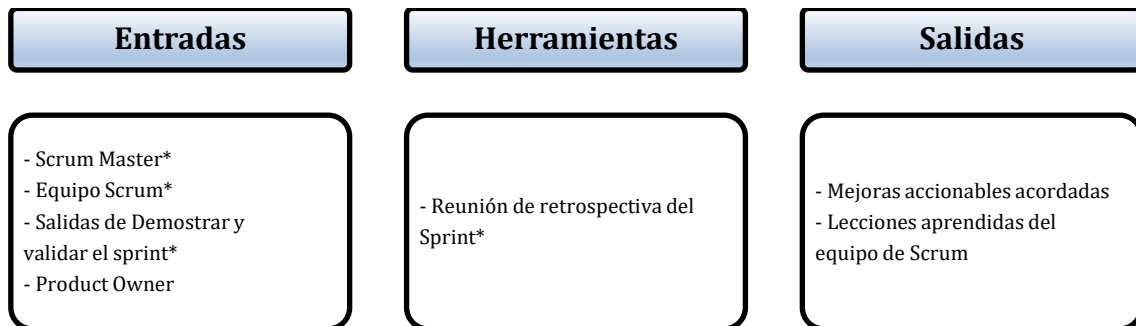 Entradas
Herramientas
Salidas
- Scrum Master*
- Equipo Scrum*
- Salidas de Demostrar y
validar el sprint*
- Product Owner
- Reunión de retrospectiva del
Sprint*
- Mejoras accionables acordadas
- Lecciones aprendidas del
equipo de Scrum